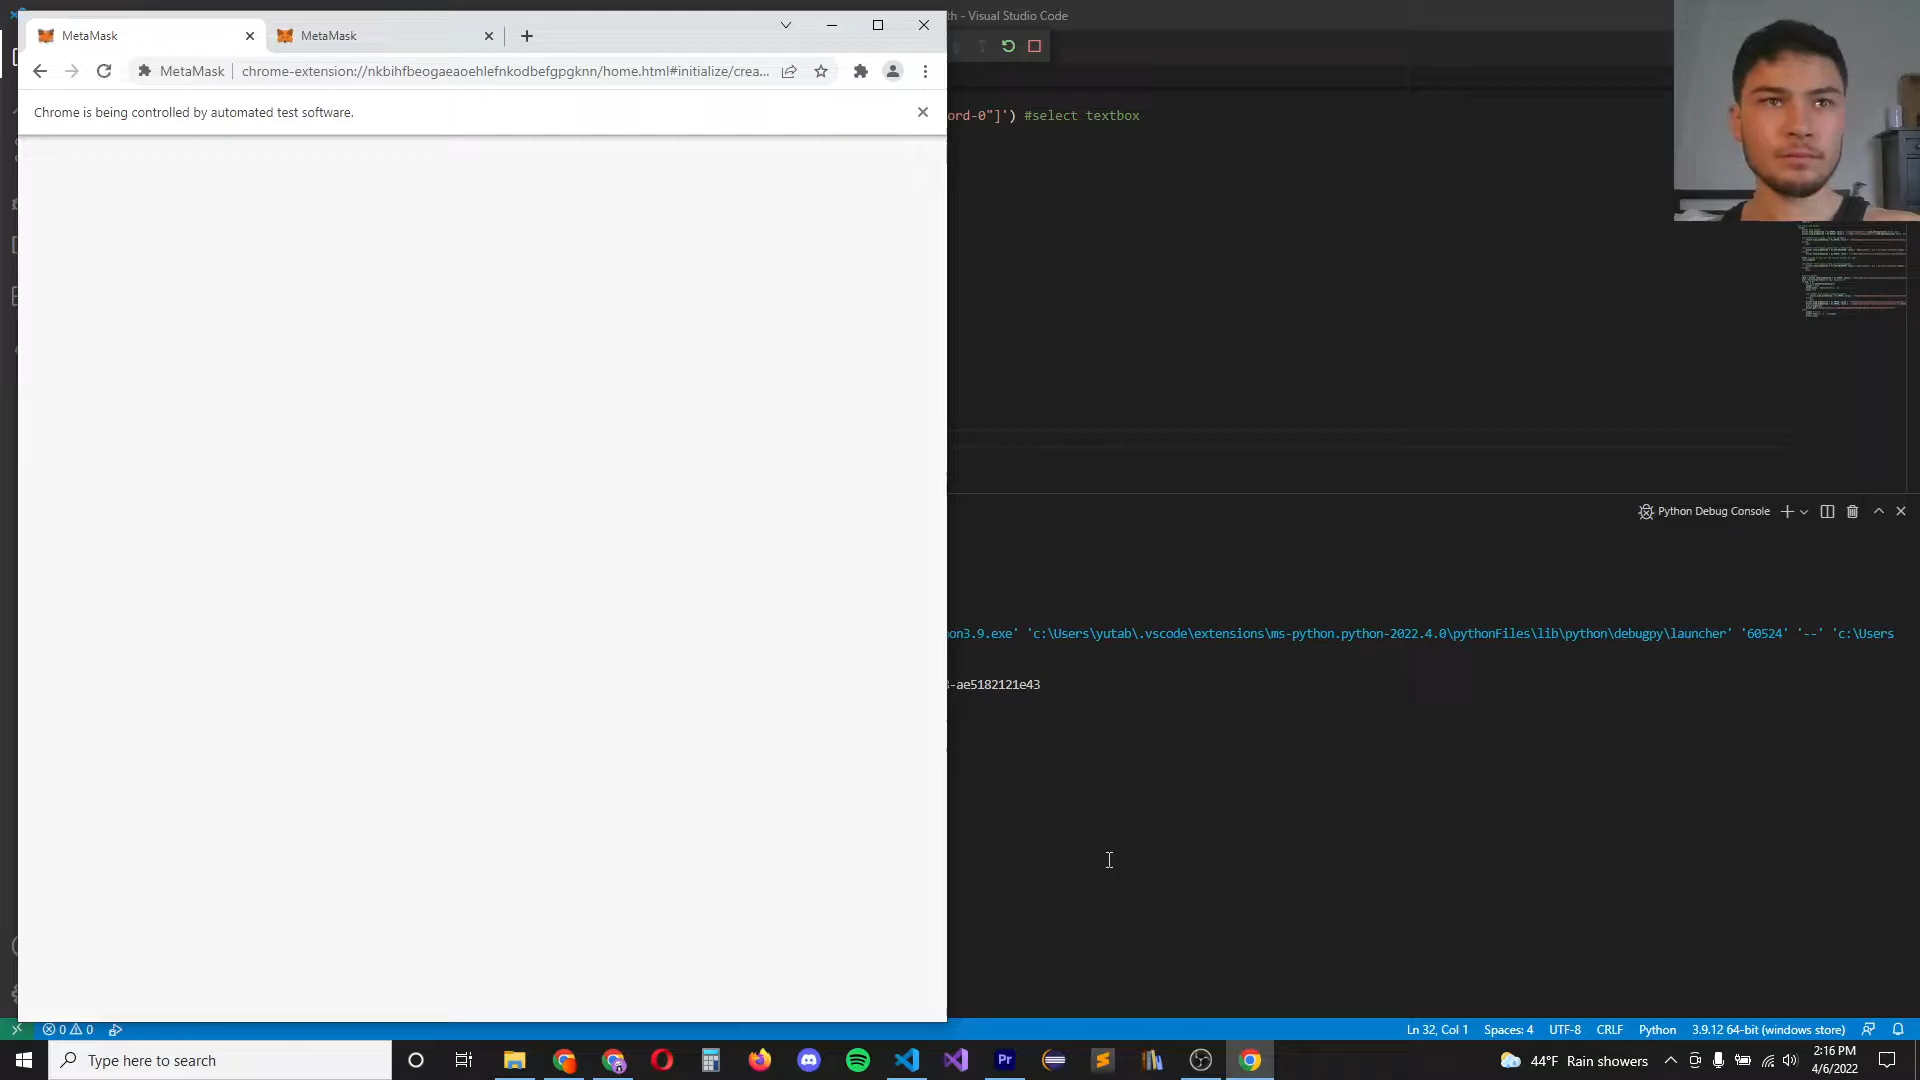 MetaMask
MetaMask
th - Visual Studio Code
MetaMask
chrome-extension://nkbihfbeogaeaoehlefnkodbefgpgknn/home.html#initialize/crea...
Chrome is being controlled by automated test software.
ord-0"]') #select textbox
Python Debug Console
on3.9.exe' 'c:\Users\yutab\.vscode\extensions\ms-python.python-2022.4.0\pythonFiles\lib\python\debugpy\launcher' '60524' '--' 'c:\Users
-ae5182121e43
0 0
Ln 32, Col 1
Spaces: 4
UTF-8
CRLF
Python
3.9.12 64-bit (windows store)
Type here to search
Pr
44°F Rain showers
2:16 PM
4/6/2022